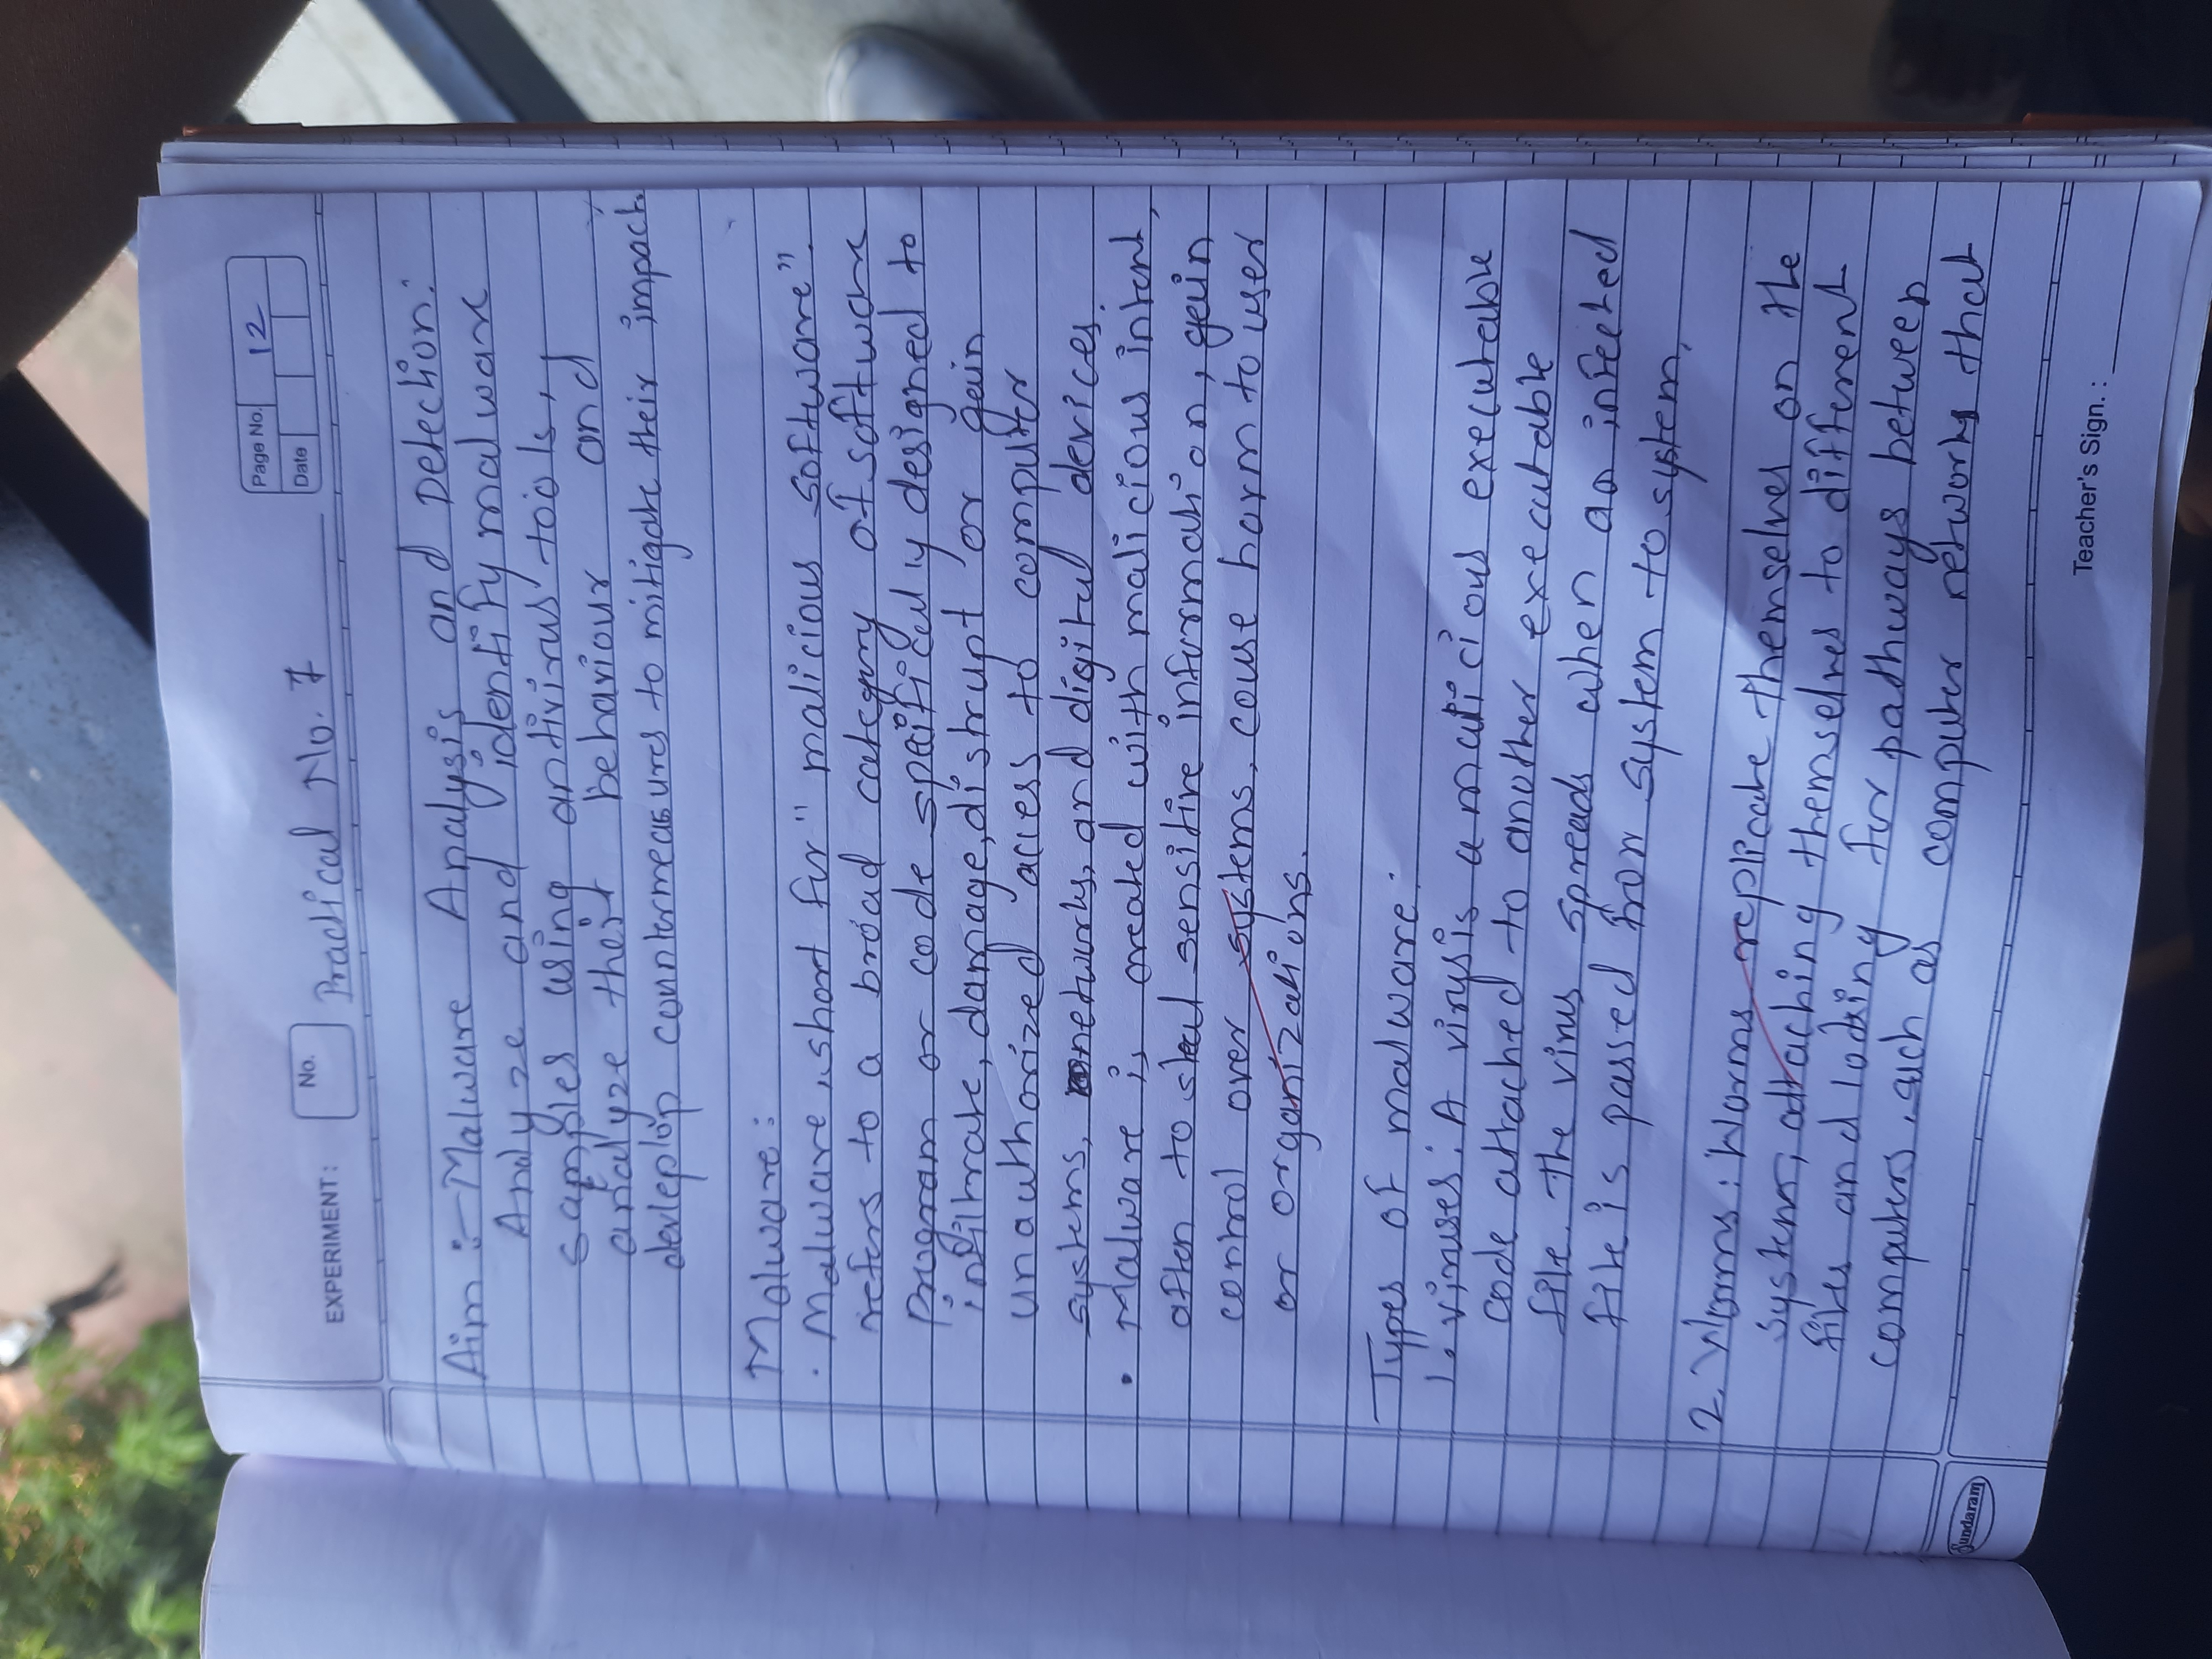 Page No. 12
EXPERIMENT : No. Practical No. 7
Date
Aim :- Malware Analysis and Detection:
Analyze and identify malware
samples using antivirus tools,
analyze their behaviour and
devleplop countermeasures to mitigate their impact.
Malware:
• Malware, short for "malicious software".
refers to a broad category of software
program or code specifically designed to
infiltrate, damage, distrupt or gain
unauthorized access to computer
systems, networks, and digital devices.
• Malware is created with malicious intent,
often to steal sensitive information, gain
control over systems, couse harm to user
or organizations.
Types of malware:
1. viruses: A virys is a malicious executable
code attached to another executable
file. The virus spreads when an infected
file is passed from system to system,
2. Worms: Worms replicate themselves on the
system, attaching themselves to different
files and looking for pathways between
computers, such as computer networks that
Sundaram
Teacher's Sign. :